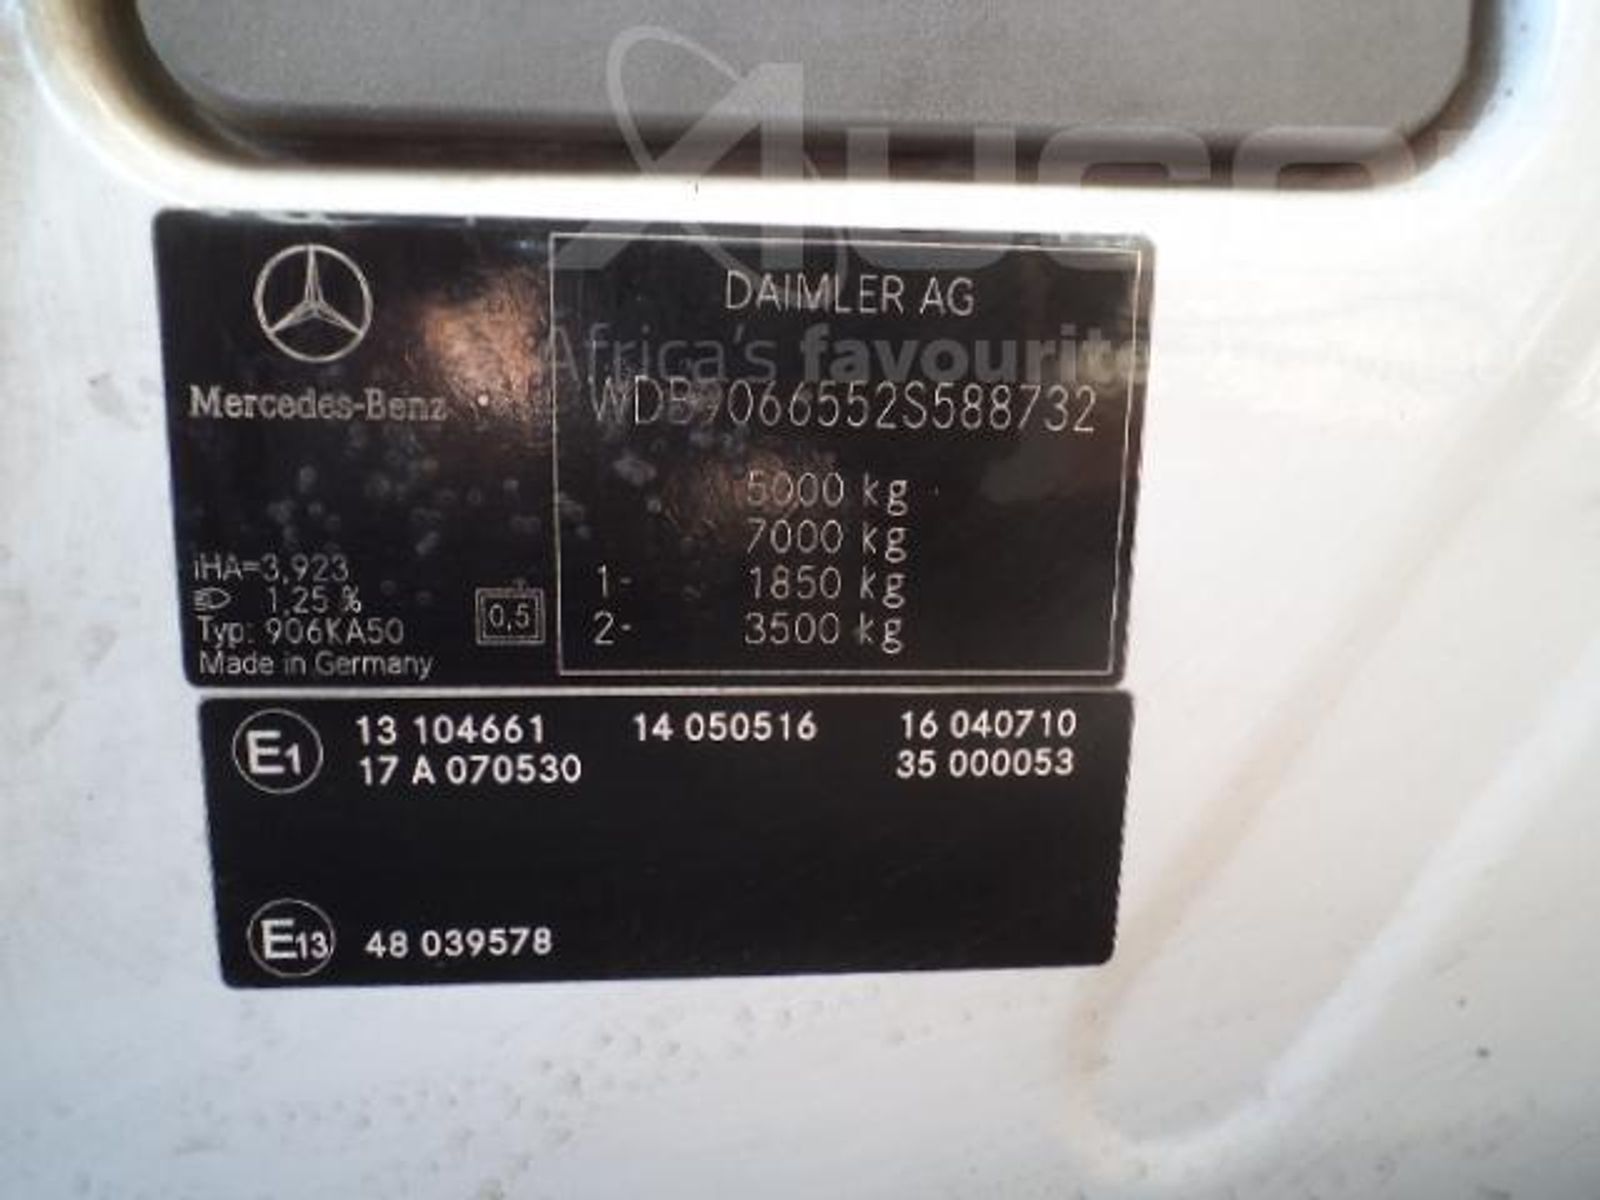 AUCOR
Africa's favourite
DAIMLER AG
Mercedes-Benz
WDB9066552S588732
5000 kg
7000 kg
1- 1850 kg
2- 3500 kg
iHA=3,923
1,25 %
Typ: 906KA50
0,5
Made in Germany
E1 13 104661 14 050516 16 040710
17 A 070530 35 000053
E13 48 039578